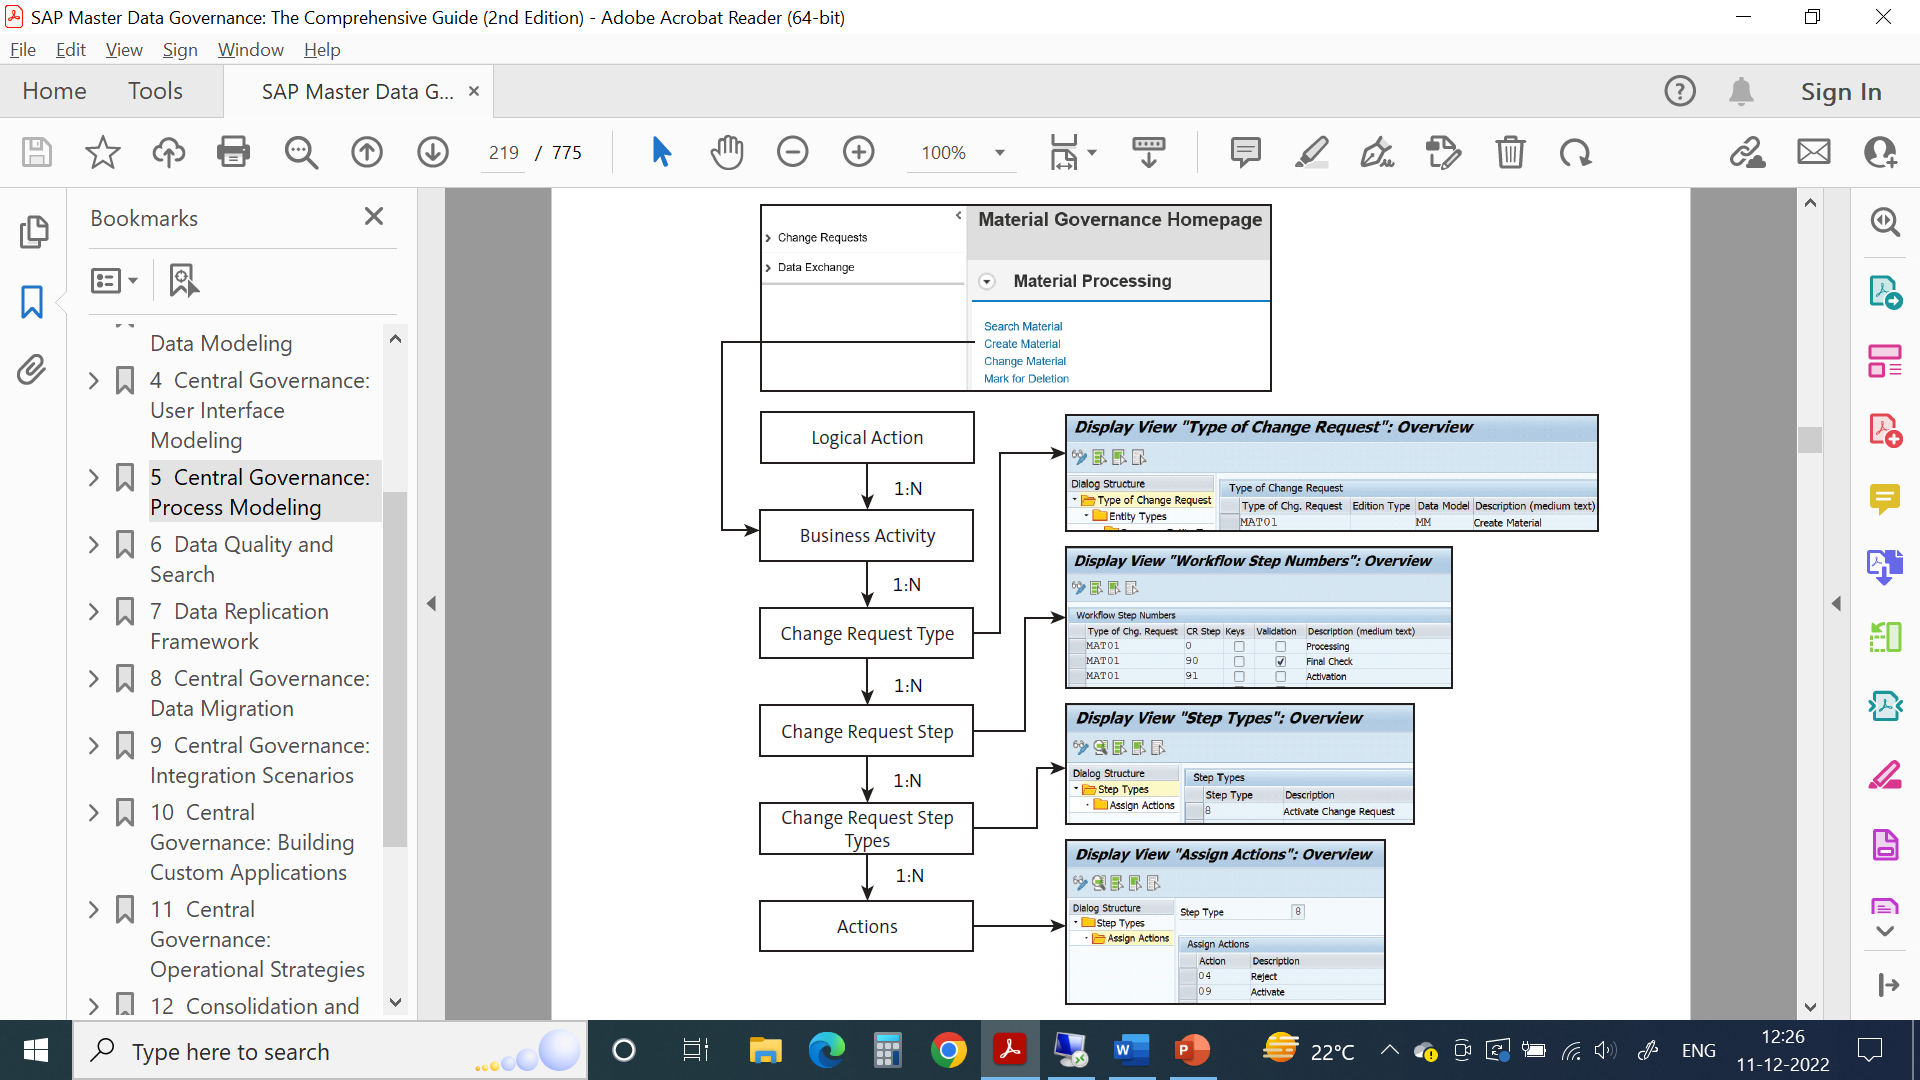 SAP Master Data Governance: The Comprehensive Guide (2nd Edition) - Adobe Acrobat Reader (64-bit)
File Edit View Sign Window Help
Home Tools SAP Master Data G... × Sign In
219 / 775 100%
Bookmarks
Data Modeling
4 Central Governance:
User Interface
Modeling
5 Central Governance:
Process Modeling
6 Data Quality and
Search
7 Data Replication
Framework
8 Central Governance:
Data Migration
9 Central Governance:
Integration Scenarios
10 Central
Governance: Building
Custom Applications
11 Central
Governance:
Operational Strategies
12 Consolidation and
Change Requests
Data Exchange
Material Governance Homepage
Material Processing
Search Material
Create Material
Change Material
Mark for Deletion
Logical Action
1:N
Business Activity
1:N
Change Request Type
1:N
Change Request Step
1:N
Change Request Step
Types
1:N
Actions
Display View "Type of Change Request": Overview
Dialog Structure
Type of Change Request
Entity Types
Type of Change Request
Type of Chg. Request Edition Type Data Model Description (medium text)
MAT01 MM Create Material
Display View "Workflow Step Numbers": Overview
Workflow Step Numbers
Type of Chg. Request CR Step Keys Validation Description (medium text)
MAT01 0 Processing
MAT01 90 Final Check
MAT01 91 Activation
Display View "Step Types": Overview
Dialog Structure
Step Types
Assign Actions
Step Types
Step Type Description
8 Activate Change Request
Display View "Assign Actions": Overview
Dialog Structure
Step Types
Assign Actions
Step Type 8
Assign Actions
Action Description
04 Reject
09 Activate
Type here to search
22°C
ENG
12:26
11-12-2022